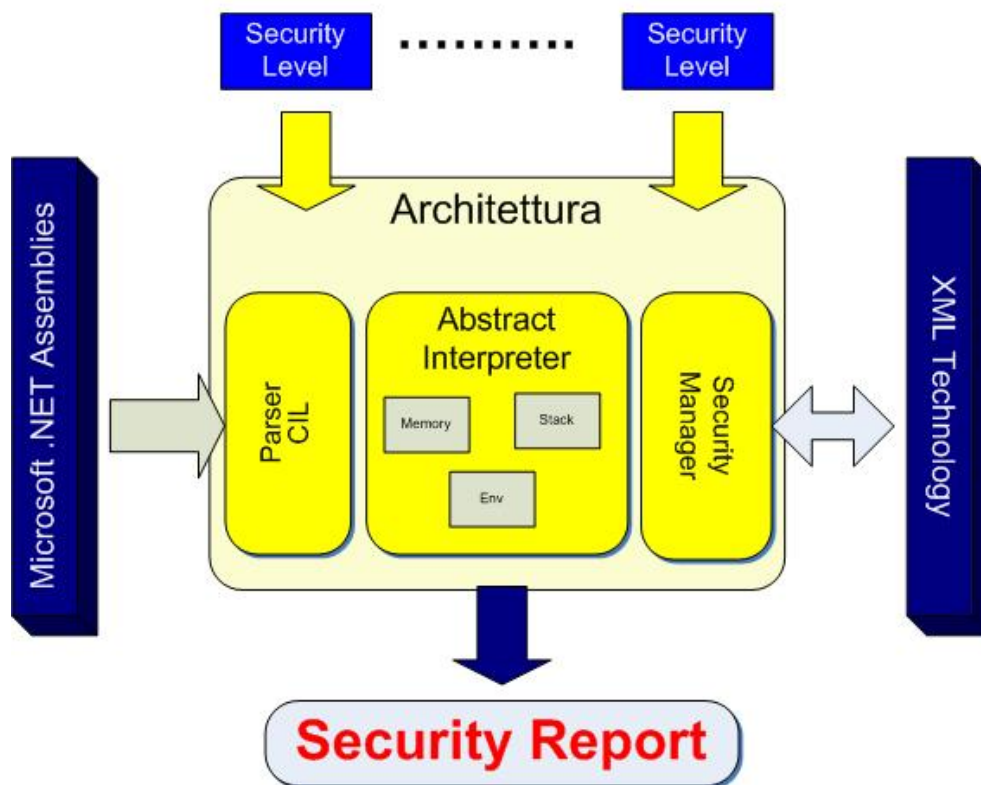 Security
Level
Security
Level
Architettura
Microsoft .NET Assemblies
Parser
CIL
Abstract
Interpreter
Memory
Stack
Env
Security
Manager
XML Technology
Security Report